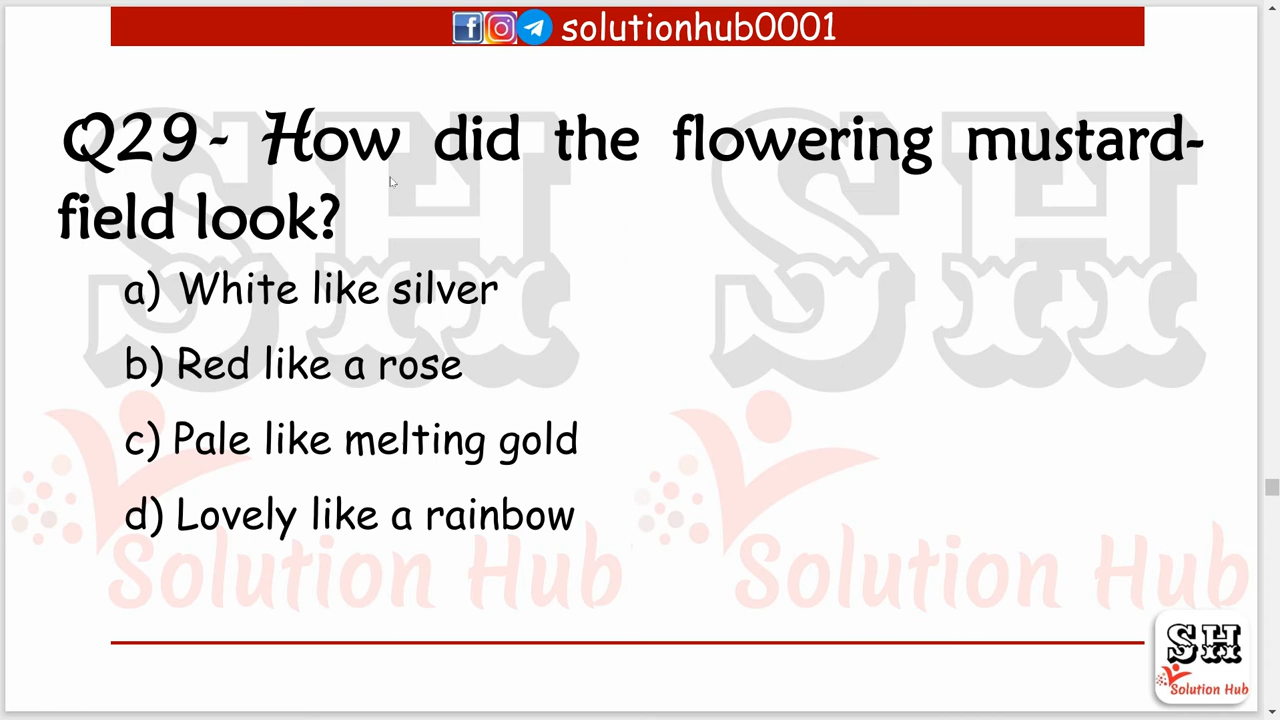 solutionhub0001
Q29- How did the flowering mustard-
field look?
a) White like silver
b) Red like a rose
c) Pale like melting gold
d) Lovely like a rainbow
SH SH
Solution Hub Solution Hub
SH
Solution Hub